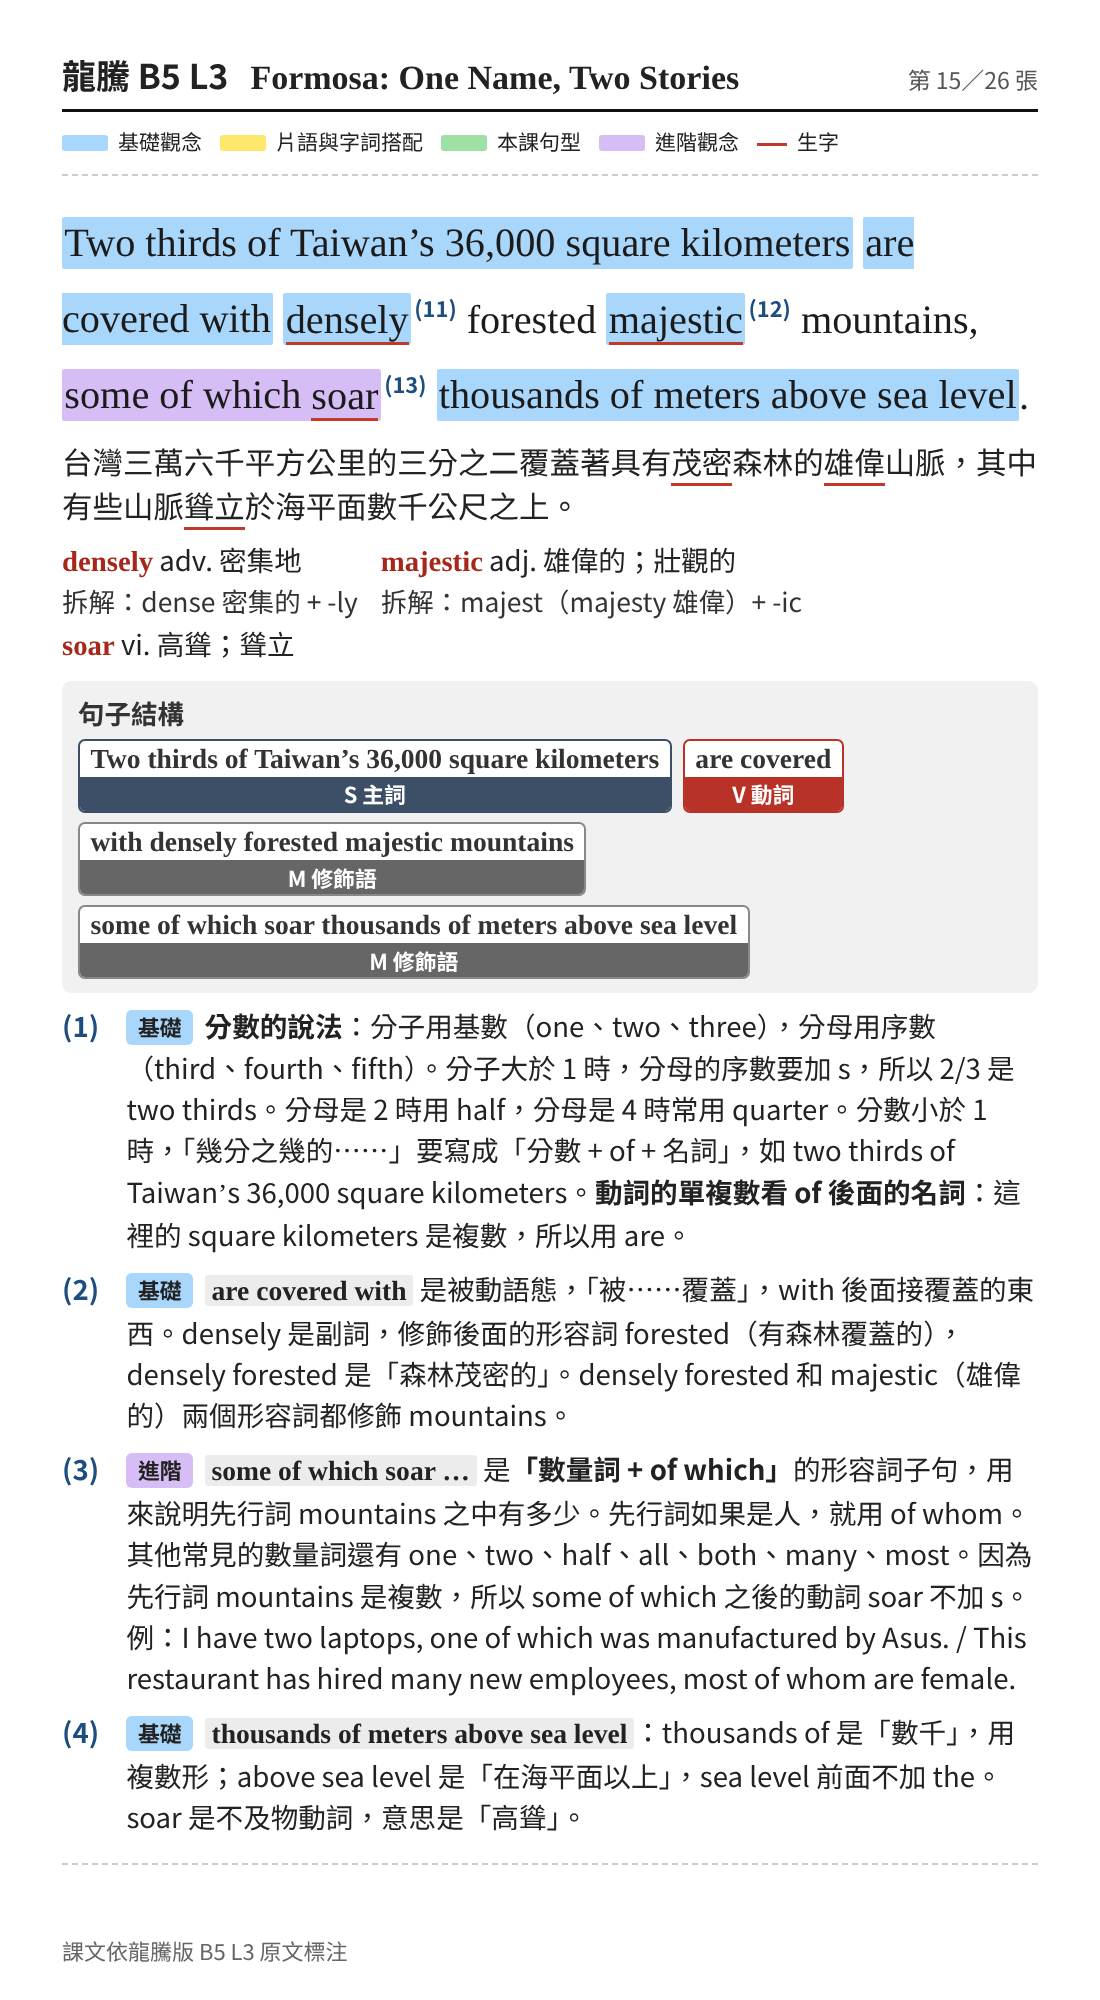 龍騰 B5 L3 Formosa: One Name, Two Stories 第 15／26 張
基礎觀念 片語與字詞搭配 本課句型 進階觀念 生字
Two thirds of Taiwan’s 36,000 square kilometers are
covered with densely(11) forested majestic(12) mountains,
some of which soar(13) thousands of meters above sea level.
台灣三萬六千平方公里的三分之二覆蓋著具有茂密森林的雄偉山脈，其中
有些山脈聳立於海平面數千公尺之上。
densely adv. 密集地 majestic adj. 雄偉的；壯觀的
拆解：dense 密集的 + -ly 拆解：majest（majesty 雄偉）+ -ic
soar vi. 高聳；聳立
句子結構
Two thirds of Taiwan’s 36,000 square kilometers are covered
S 主詞 V 動詞
with densely forested majestic mountains
M 修飾語
some of which soar thousands of meters above sea level
M 修飾語
(1) 基礎 分數的說法：分子用基數（one、two、three），分母用序數
（third、fourth、fifth）。分子大於 1 時，分母的序數要加 s，所以 2/3 是
two thirds。分母是 2 時用 half，分母是 4 時常用 quarter。分數小於 1
時，「幾分之幾的……」要寫成「分數 + of + 名詞」，如 two thirds of
Taiwan’s 36,000 square kilometers。動詞的單複數看 of 後面的名詞：這
裡的 square kilometers 是複數，所以用 are。
(2) 基礎 are covered with 是被動語態，「被……覆蓋」，with 後面接覆蓋的東
西。densely 是副詞，修飾後面的形容詞 forested（有森林覆蓋的），
densely forested 是「森林茂密的」。densely forested 和 majestic（雄偉
的）兩個形容詞都修飾 mountains。
(3) 進階 some of which soar … 是「數量詞 + of which」的形容詞子句，用
來說明先行詞 mountains 之中有多少。先行詞如果是人，就用 of whom。
其他常見的數量詞還有 one、two、half、all、both、many、most。因為
先行詞 mountains 是複數，所以 some of which 之後的動詞 soar 不加 s。
例：I have two laptops, one of which was manufactured by Asus. / This
restaurant has hired many new employees, most of whom are female.
(4) 基礎 thousands of meters above sea level：thousands of 是「數千」，用
複數形；above sea level 是「在海平面以上」，sea level 前面不加 the。
soar 是不及物動詞，意思是「高聳」。
課文依龍騰版 B5 L3 原文標注